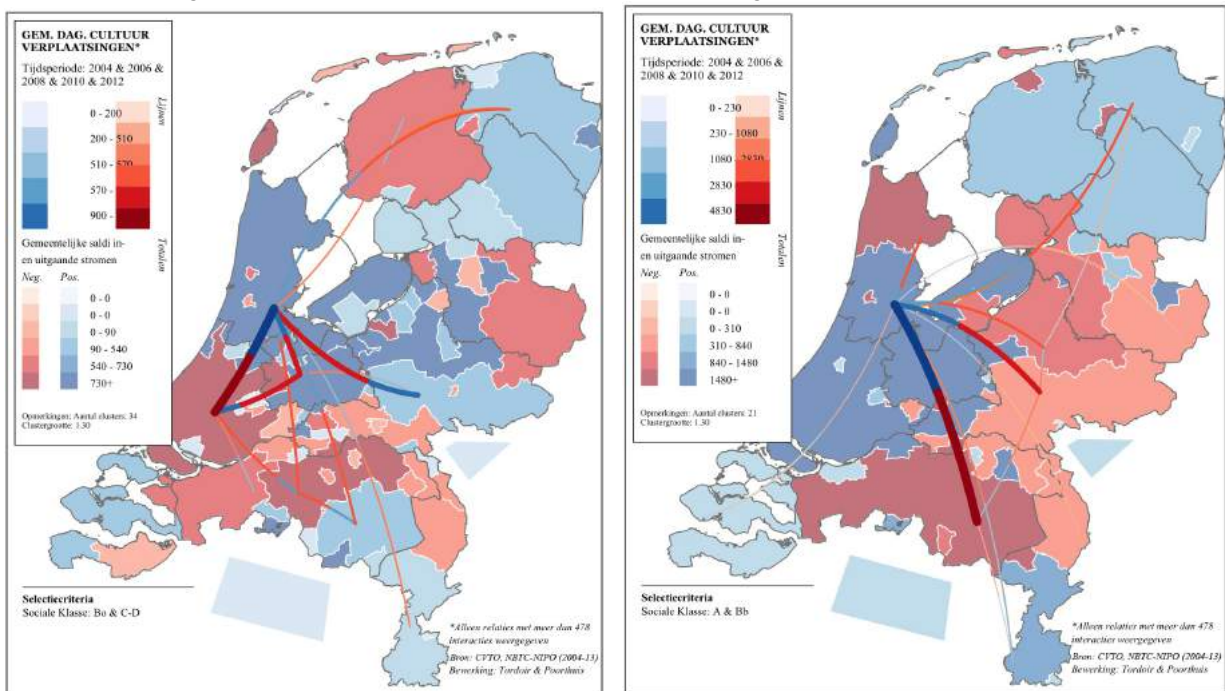 GEM. DAG. CULTUUR
VERPLAATSINGEN*
Tijdsperiode: 2004 & 2006 &
2008 & 2010 & 2012
Lijnen
0 - 200
200 - 510
510 - 570
570 -
900 -
Totalen
Gemeentelijke saldi in-
en uitgaande stromen
Neg. Pos.
0 - 0
0 - 0
0 - 90
90 - 540
540 - 730
730+
Opmerkingen: Aantal clusters: 34
Clustergrootte: 1.30
Selectiecriteria
Sociale Klasse: Bo & C-D
*Alleen relaties met meer dan 478
interacties weergegeven
Bron: CVTO, NBTC-NIPO (2004-13)
Bewerking: Tordoir & Poorthuis
GEM. DAG. CULTUUR
VERPLAATSINGEN*
Tijdsperiode: 2004 & 2006 &
2008 & 2010 & 2012
Lijnen
0 - 230
230 - 1080
1080 - 2830
2830
4830
Totalen
Gemeentelijke saldi in-
en uitgaande stromen
Neg. Pos.
0 - 0
0 - 0
0 - 310
310 - 840
840 - 1480
1480+
Opmerkingen: Aantal clusters: 21
Clustergrootte: 1.30
Selectiecriteria
Sociale Klasse: A & Bb
*Alleen relaties met meer dan 478
interacties weergegeven
Bron: CVTO, NBTC-NIPO (2004-13)
Bewerking: Tordoir & Poorthuis